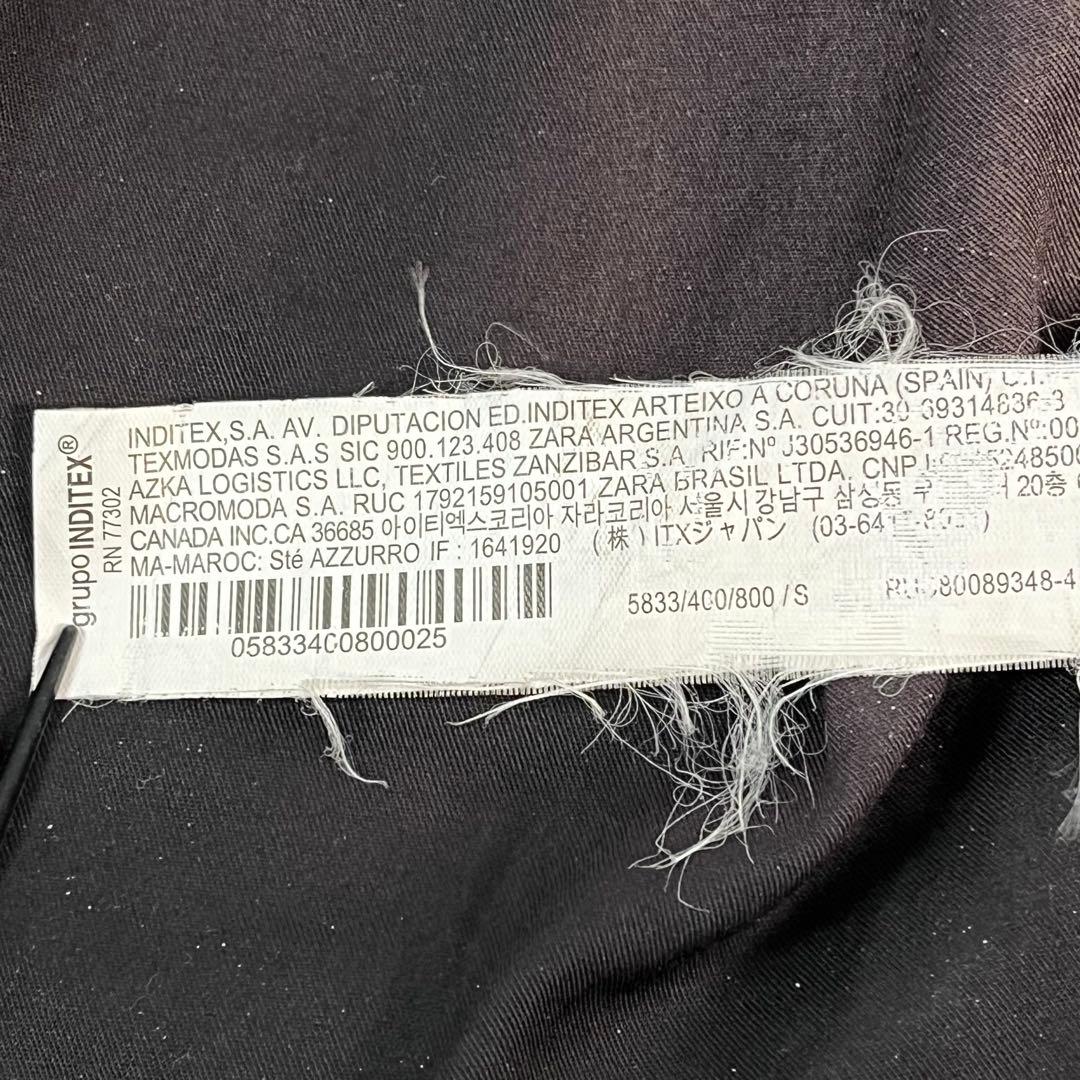 grupo INDITEX®
RN 77302
INDITEX,S.A. AV. DIPUTACION ED.INDITEX ARTEIXO A CORUÑA (SPAIN)
TEXMODAS S.A.S SIC 900.123.408 ZARA ARGENTINA S.A. CUIT:
AZKA LOGISTICS LLC, TEXTILES ZANZIBAR S.A. RIF:Nº J30536946-1 REG.Nº:00
MACROMODA S.A. RUC 1792159105001 ZARA BRASIL LTDA,
CANADA INC.CA 36685 아이티엑스코리아 자라코리아 서울시 강남구 삼성동 20층
MA-MAROC: Sté AZZURRO IF : 1641920 (株) ITXジャパン
5833/400/800 / S
05833400800025